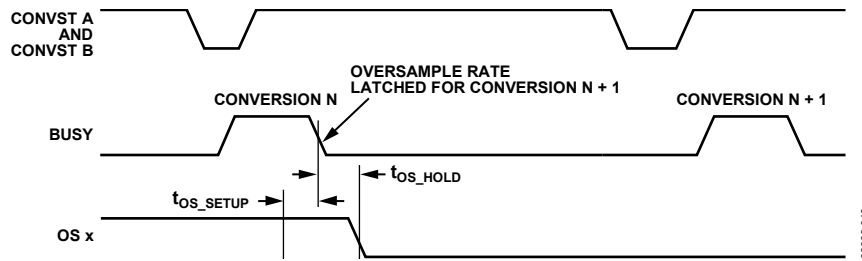 CONVST A
AND
CONVST B
OVERSAMPLE RATE
LATCHED FOR CONVERSION N + 1
CONVERSION N
CONVERSION N + 1
BUSY
tOS_HOLD
tOS_SETUP
OS x